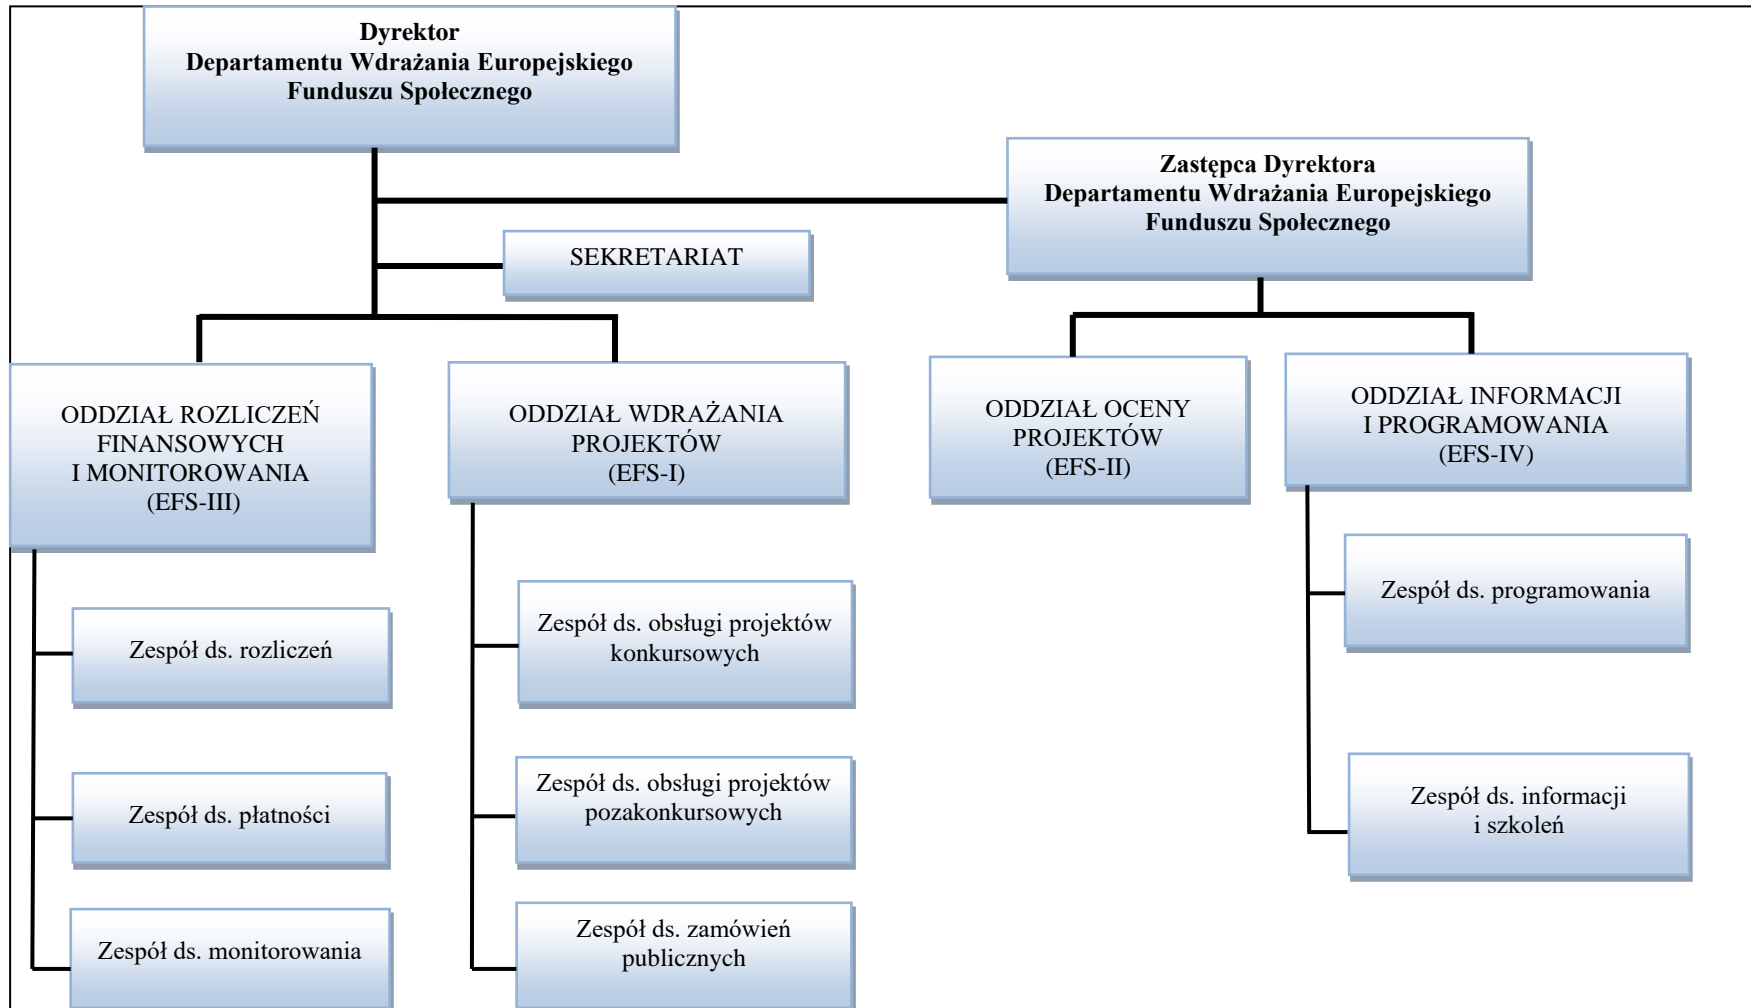 Dyrektor
Departamentu Wdrażania Europejskiego
Funduszu Społecznego
Zastępca Dyrektora
Departamentu Wdrażania Europejskiego
Funduszu Społecznego
SEKRETARIAT
ODDZIAŁ ROZLICZEŃ
FINANSOWYCH
I MONITOROWANIA
(EFS-III)
ODDZIAŁ WDRAŻANIA
PROJEKTÓW
(EFS-I)
ODDZIAŁ OCENY
PROJEKTÓW
(EFS-II)
ODDZIAŁ INFORMACJI
I PROGRAMOWANIA
(EFS-IV)
Zespół ds. rozliczeń
Zespół ds. płatności
Zespół ds. monitorowania
Zespół ds. obsługi projektów
konkursowych
Zespół ds. obsługi projektów
pozakonkursowych
Zespół ds. zamówień
publicznych
Zespół ds. programowania
Zespół ds. informacji
i szkoleń